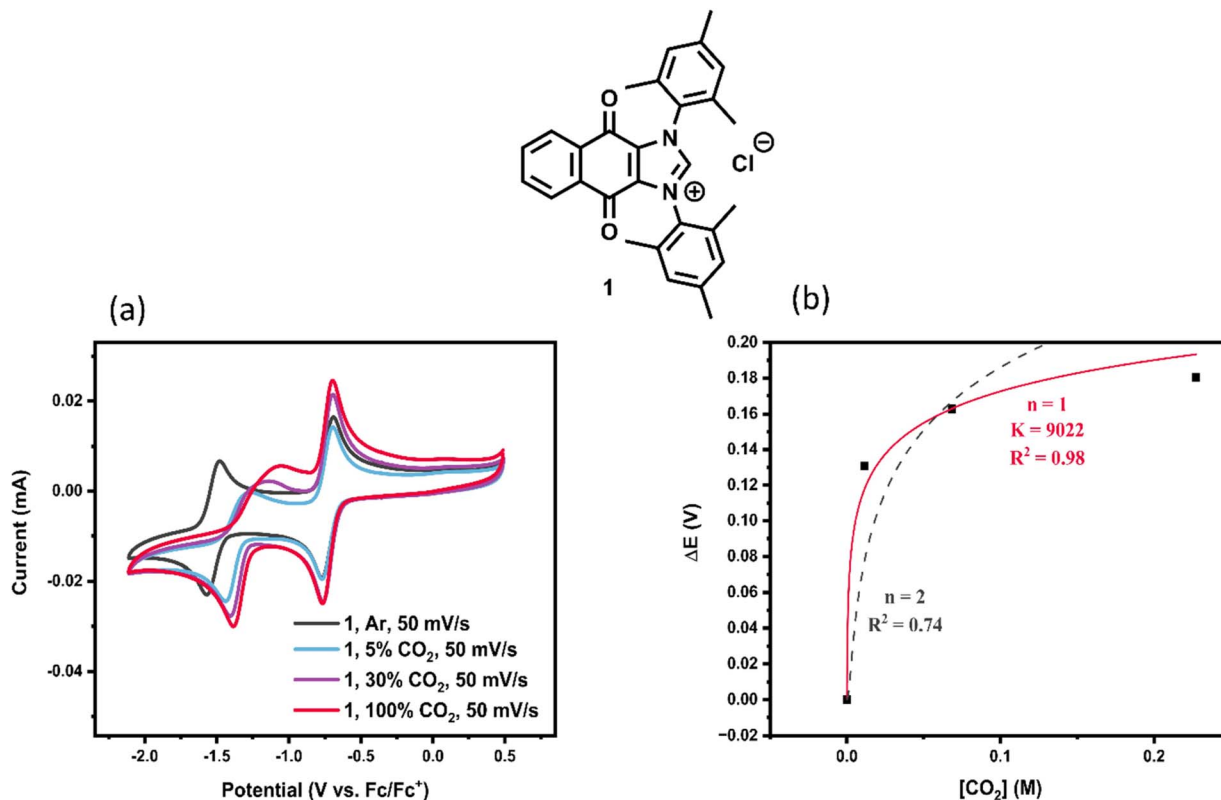 O
N
Cl ⊖
N ⊕
O
1
(a)
Current (mA)
0.02
0.00
-0.02
-0.04
1, Ar, 50 mV/s
1, 5% CO₂, 50 mV/s
1, 30% CO₂, 50 mV/s
1, 100% CO₂, 50 mV/s
-2.0 -1.5 -1.0 -0.5 0.0 0.5
Potential (V vs. Fc/Fc⁺)
(b)
ΔE (V)
0.20
0.18
0.16
0.14
0.12
0.10
0.08
0.06
0.04
0.02
0.00
-0.02
n = 1
K = 9022
R² = 0.98
n = 2
R² = 0.74
0.0 0.1 0.2
[CO₂] (M)